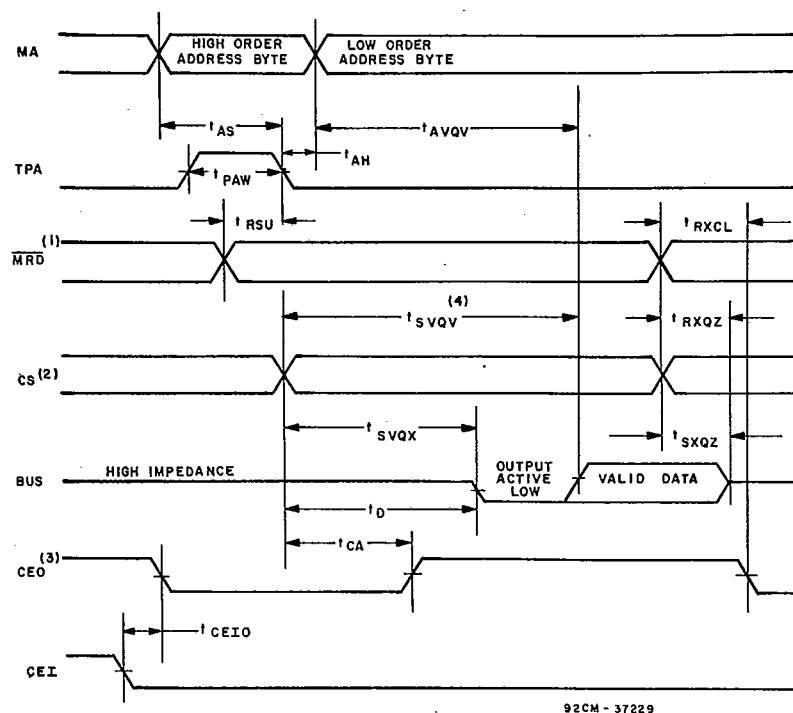 MA
HIGH ORDER
ADDRESS BYTE
LOW ORDER
ADDRESS BYTE
tAS
tAVQV
tAH
TPA
tPAW
tRSU
tRXCL
MRD (1)
(4)
tSVQV
tRXQZ
CS (2)
tSVQX
tSXQZ
BUS
HIGH IMPEDANCE
OUTPUT
ACTIVE
LOW
VALID DATA
tD
tCA
CEO (3)
tCEIO
CEI
92CM-37229